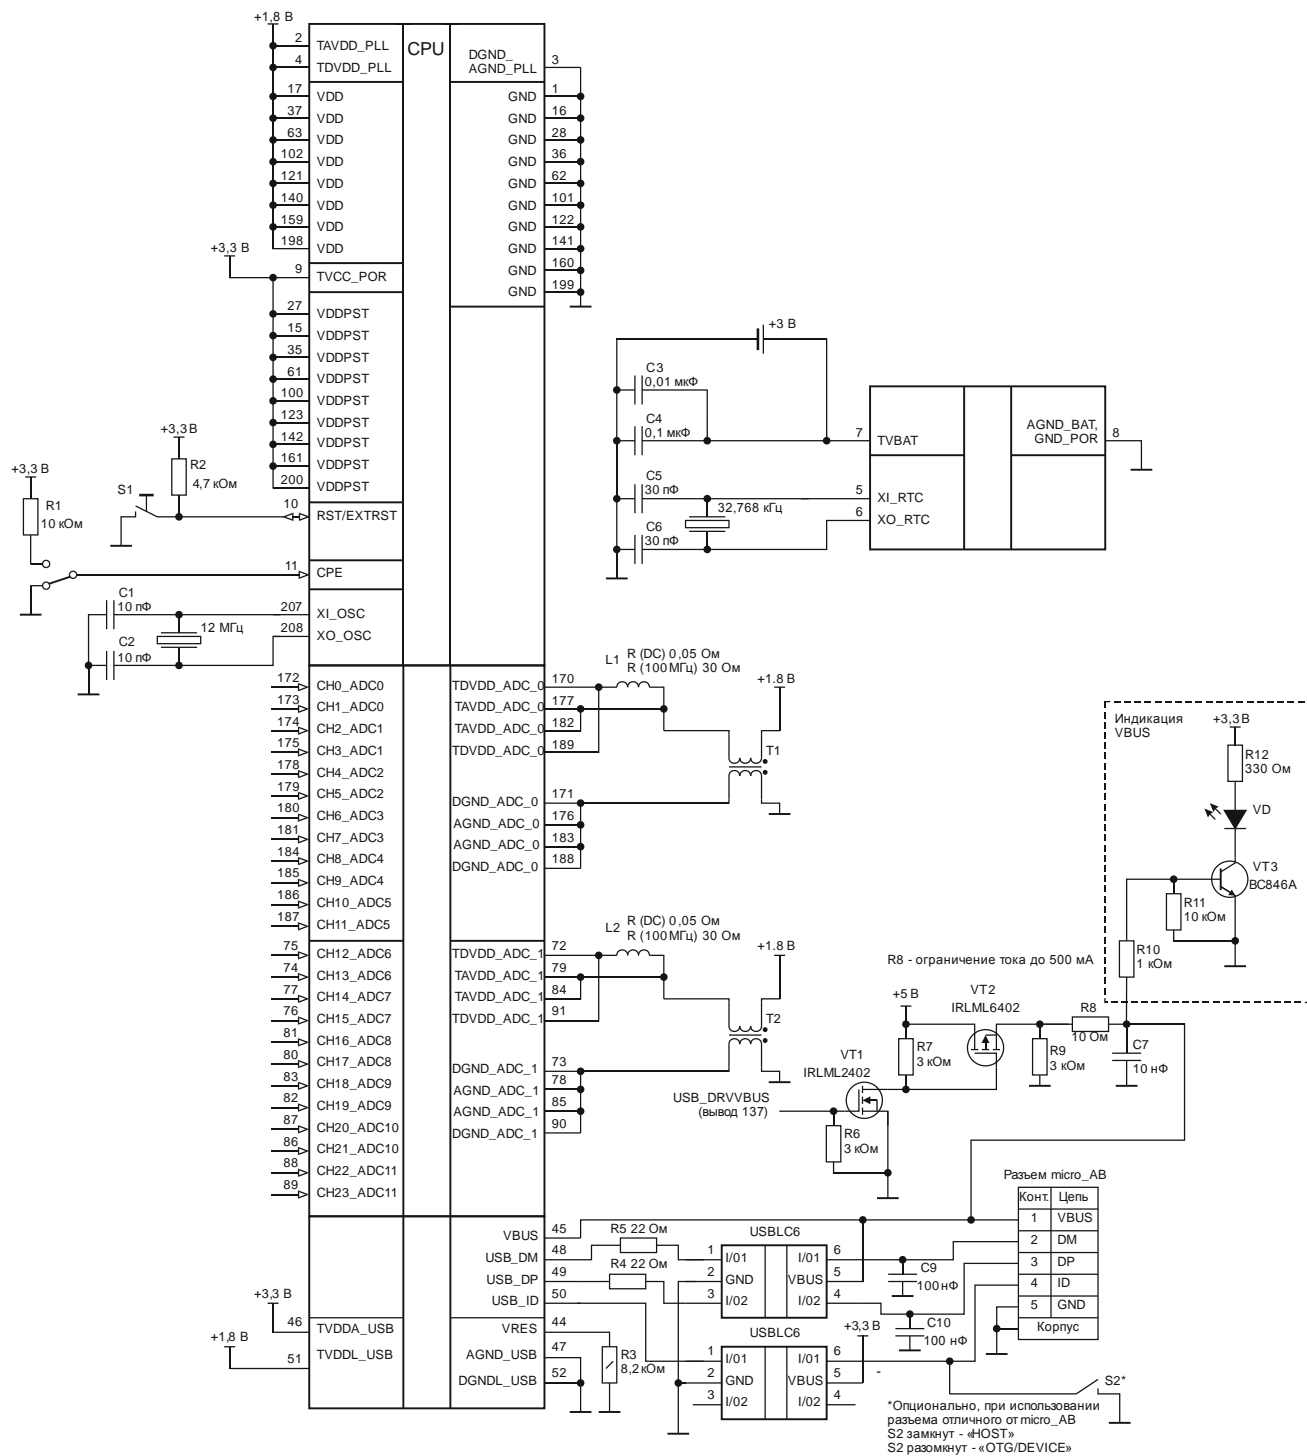 +1,8 В
CPU
2 TAVDD_PLL
4 TDVDD_PLL
17 VDD
37 VDD
63 VDD
102 VDD
121 VDD
140 VDD
159 VDD
198 VDD
+3,3 В
9 TVCC_POR
27 VDDPST
15 VDDPST
35 VDDPST
61 VDDPST
100 VDDPST
123 VDDPST
142 VDDPST
161 VDDPST
200 VDDPST
DGND_
AGND_PLL 3
GND 1
GND 16
GND 28
GND 36
GND 62
GND 101
GND 122
GND 141
GND 160
GND 199
+3,3 В
R2
4,7 кОм
S1
10 RST/EXTRST
+3,3 В
R1
10 кОм
11 CPE
C1
10 пФ
C2
10 пФ
12 МГц
207 XI_OSC
208 XO_OSC
+3 В
C3
0,01 мкФ
C4
0,1 мкФ
C5
30 пФ
C6
30 пФ
32,768 кГц
7 TVBAT
5 XI_RTC
6 XO_RTC
AGND_BAT,
GND_POR 8
172 CH0_ADC0
173 CH1_ADC0
174 CH2_ADC1
175 CH3_ADC1
178 CH4_ADC2
179 CH5_ADC2
180 CH6_ADC3
181 CH7_ADC3
184 CH8_ADC4
185 CH9_ADC4
186 CH10_ADC5
187 CH11_ADC5
TDVDD_ADC_0 170
TAVDD_ADC_0 177
TAVDD_ADC_0 182
TDVDD_ADC_0 189
DGND_ADC_0 171
AGND_ADC_0 176
AGND_ADC_0 183
DGND_ADC_0 188
L1
R (DC) 0,05 Ом
R (100 МГц) 30 Ом
+1.8 В
T1
75 CH12_ADC6
74 CH13_ADC6
77 CH14_ADC7
76 CH15_ADC7
81 CH16_ADC8
80 CH17_ADC8
83 CH18_ADC9
82 CH19_ADC9
87 CH20_ADC10
86 CH21_ADC10
88 CH22_ADC11
89 CH23_ADC11
TDVDD_ADC_1 72
TAVDD_ADC_1 79
TAVDD_ADC_1 84
TDVDD_ADC_1 91
DGND_ADC_1 73
AGND_ADC_1 78
AGND_ADC_1 85
DGND_ADC_1 90
L2
R (DC) 0,05 Ом
R (100 МГц) 30 Ом
+1.8 В
T2
Индикация
VBUS
+3,3 В
R12
330 Ом
VD
VT3
BC846A
R11
10 кОм
R10
1 кОм
R8 - ограничение тока до 500 мА
+5 В
VT2
IRLML6402
R7
3 кОм
R8
10 Ом
R9
3 кОм
C7
10 нФ
VT1
IRLML2402
USB_DRVVBUS
(вывод 137)
R6
3 кОм
+3,3 В
46 TVDDA_USB
+1,8 В
51 TVDDL_USB
VBUS 45
USB_DM 48
USB_DP 49
USB_ID 50
VRES 44
AGND_USB 47
DGNDL_USB 52
R5 22 Ом
R4 22 Ом
R3
8,2 кОм
USBLC6
1 I/01 I/01 6
2 GND VBUS 5
3 I/02 I/02 4
C9
100 нФ
C10
100 нФ
USBLC6
+3,3 В
1 I/01 I/01 6
2 GND VBUS 5
3 I/02 I/02 4
-
Разъем micro_AB
Конт. Цепь
1 VBUS
2 DM
3 DP
4 ID
5 GND
Корпус
S2*
*Опционально, при использовании
разъема отличного от micro_AB
S2 замкнут - «HOST»
S2 разомкнут - «OTG/DEVICE»